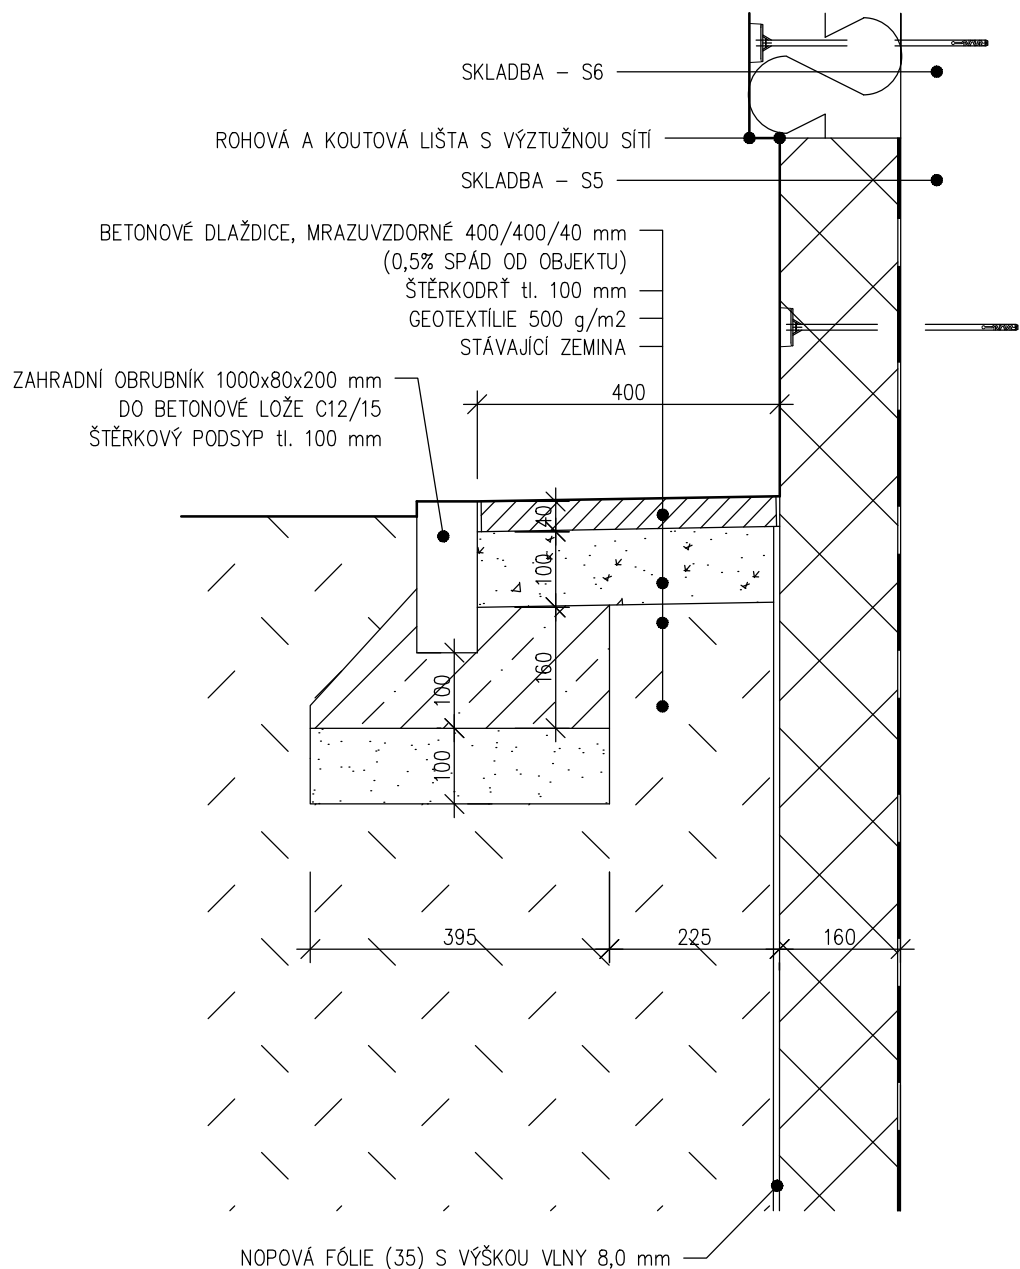 SKLADBA - S6
ROHOVÁ A KOUTOVÁ LIŠTA S VÝZTUŽNOU SÍTÍ
SKLADBA - S5
BETONOVÉ DLAŽDICE, MRAZUVZDORNÉ 400/400/40 mm
(0,5% SPÁD OD OBJEKTU)
ŠTĚRKODRŤ tl. 100 mm
GEOTEXTÍLIE 500 g/m2
STÁVAJÍCÍ ZEMINA
ZAHRADNÍ OBRUBNÍK 1000x80x200 mm
DO BETONOVÉ LOŽE C12/15
ŠTĚRKOVÝ PODSYP tl. 100 mm
400
40
100
160
100
100
395
225
160
NOPOVÁ FÓLIE (35) S VÝŠKOU VLNY 8,0 mm